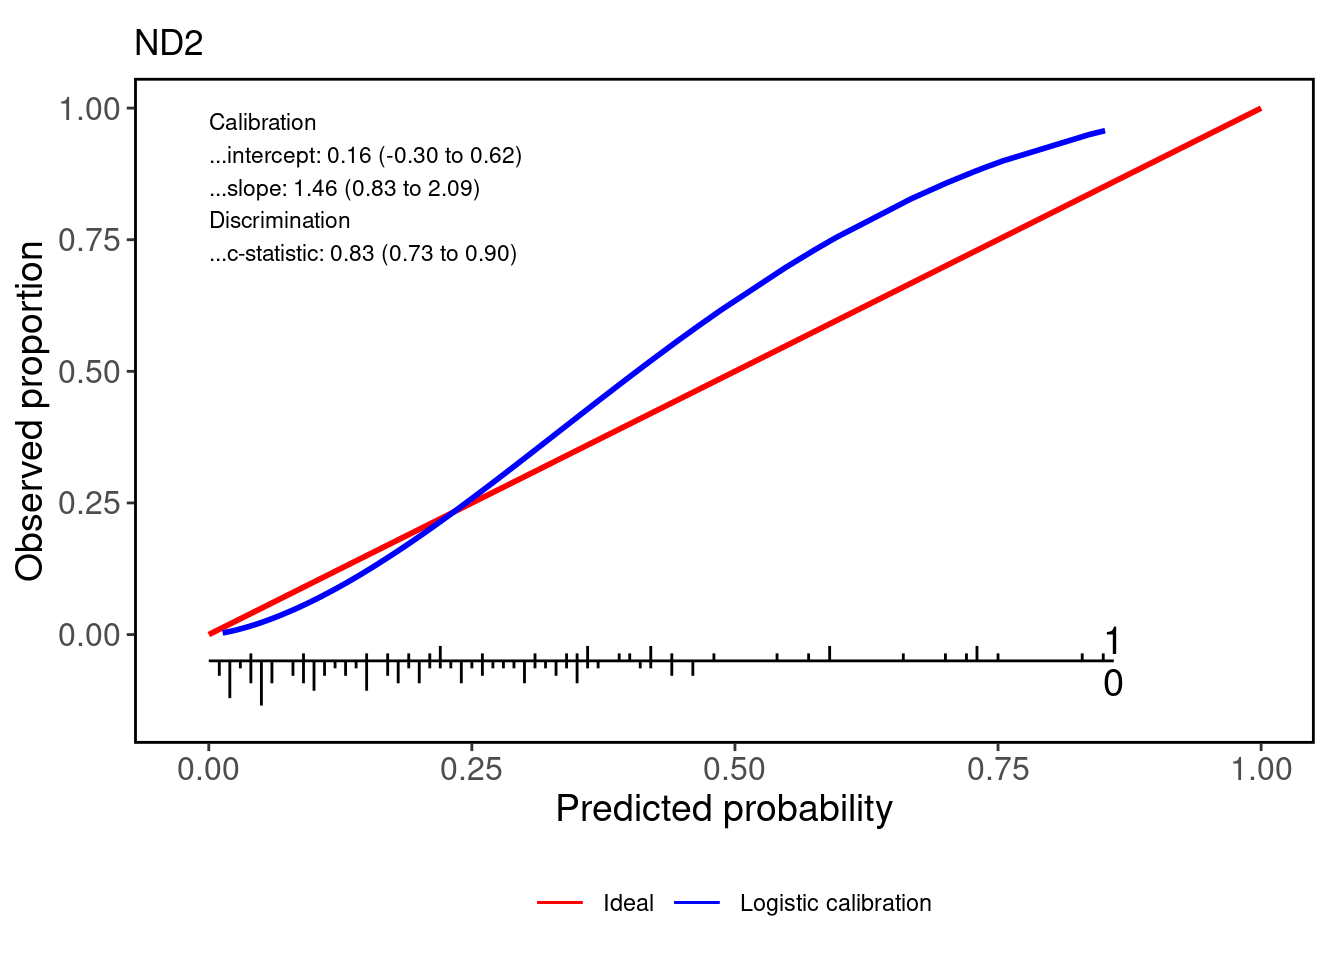 ND2
Calibration
...intercept: 0.16 (-0.30 to 0.62)
...slope: 1.46 (0.83 to 2.09)
Discrimination
...c-statistic: 0.83 (0.73 to 0.90)
Observed proportion
1.00
0.75
0.50
0.25
0.00
1
0
0.00 0.25 0.50 0.75 1.00
Predicted probability
Ideal Logistic calibration